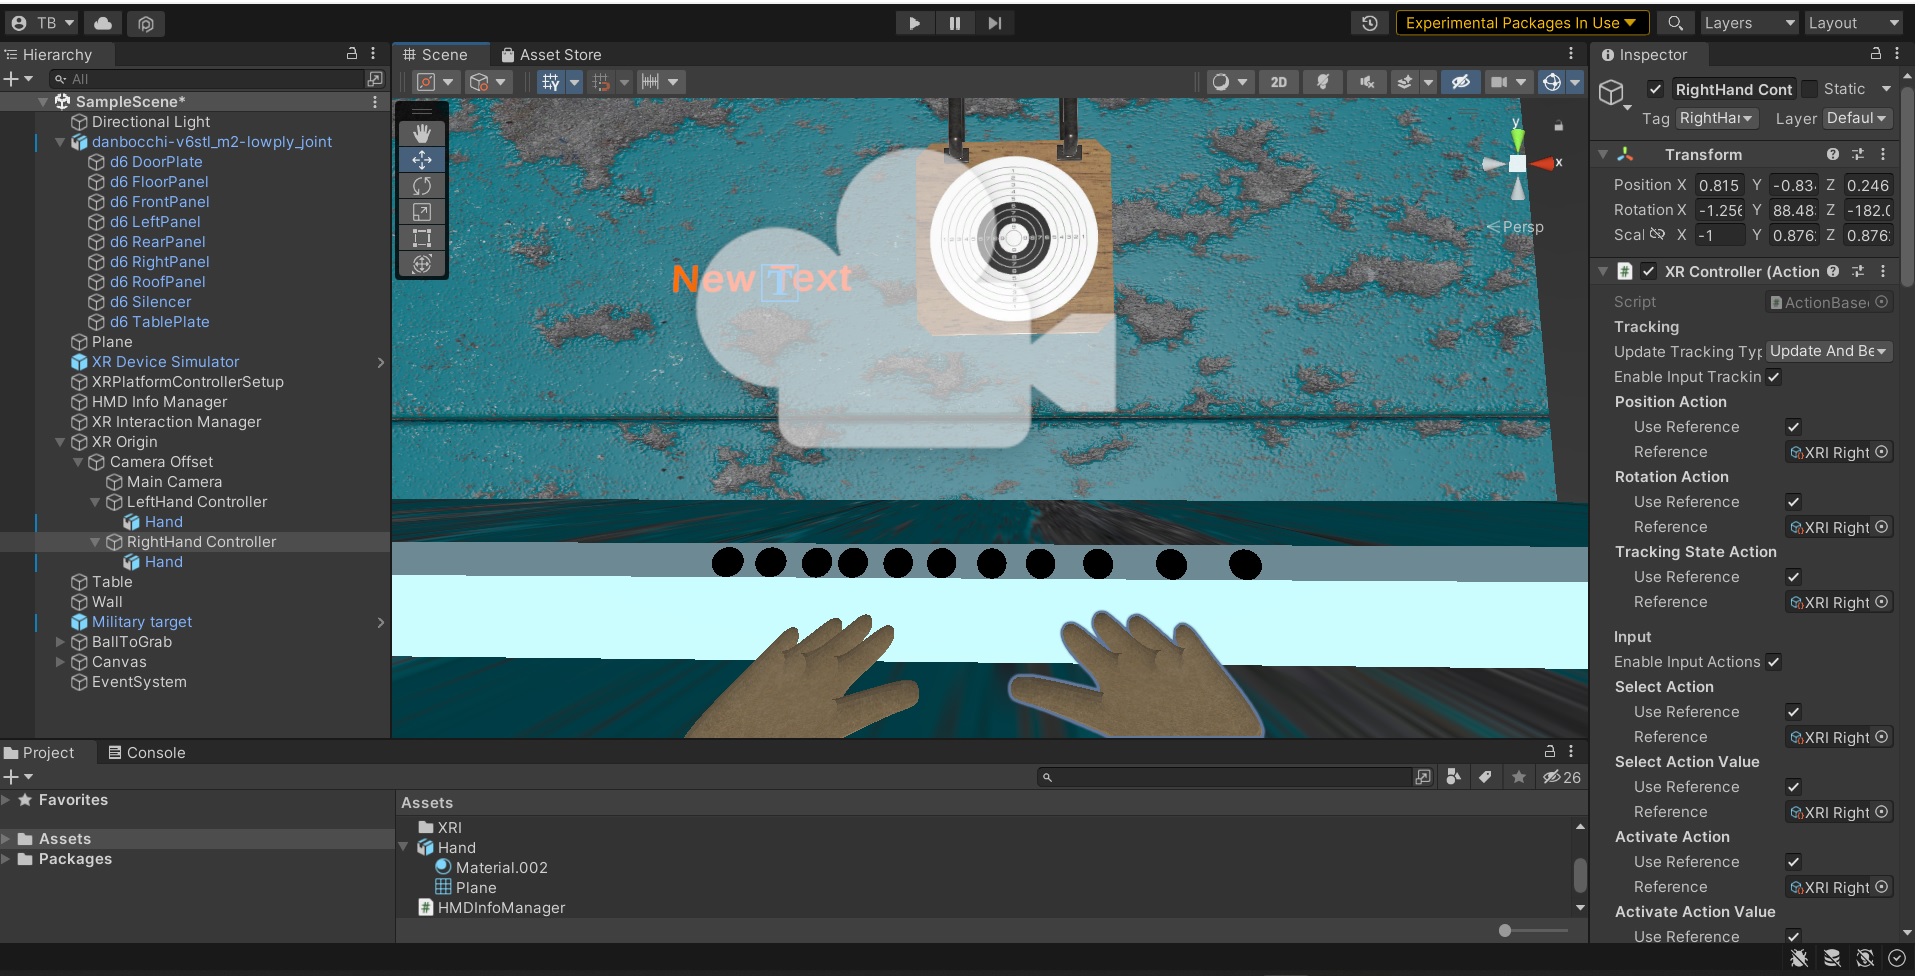 TB
Experimental Packages In Use
Layers
Layout
Hierarchy
All
SampleScene*
Directional Light
danbocchi-v6stl_m2-lowply_joint
d6 DoorPlate
d6 FloorPanel
d6 FrontPanel
d6 LeftPanel
d6 RearPanel
d6 RightPanel
d6 RoofPanel
d6 Silencer
d6 TablePlate
Plane
XR Device Simulator
XRPlatformControllerSetup
HMD Info Manager
XR Interaction Manager
XR Origin
Camera Offset
Main Camera
LeftHand Controller
Hand
RightHand Controller
Hand
Table
Wall
Military target
BallToGrab
Canvas
EventSystem
Scene
Asset Store
2D
New Text
y
x
Persp
Inspector
RightHand Cont
Static
Tag RightHar Layer Defaul
Transform
Position X 0.815 Y -0.83 Z 0.246
Rotation X -1.256 Y 88.48 Z -182.0
Scal X -1 Y 0.876 Z 0.876
# XR Controller (Action
Script ActionBase
Tracking
Update Tracking Typ Update And Be
Enable Input Trackin
Position Action
Use Reference
Reference XRI Right
Rotation Action
Use Reference
Reference XRI Right
Tracking State Action
Use Reference
Reference XRI Right
Input
Enable Input Actions
Select Action
Use Reference
Reference XRI Right
Select Action Value
Use Reference
Reference XRI Right
Activate Action
Use Reference
Reference XRI Right
Activate Action Value
Use Reference
Project
Console
26
Favorites
Assets
Packages
Assets
XRI
Hand
Material.002
Plane
# HMDInfoManager